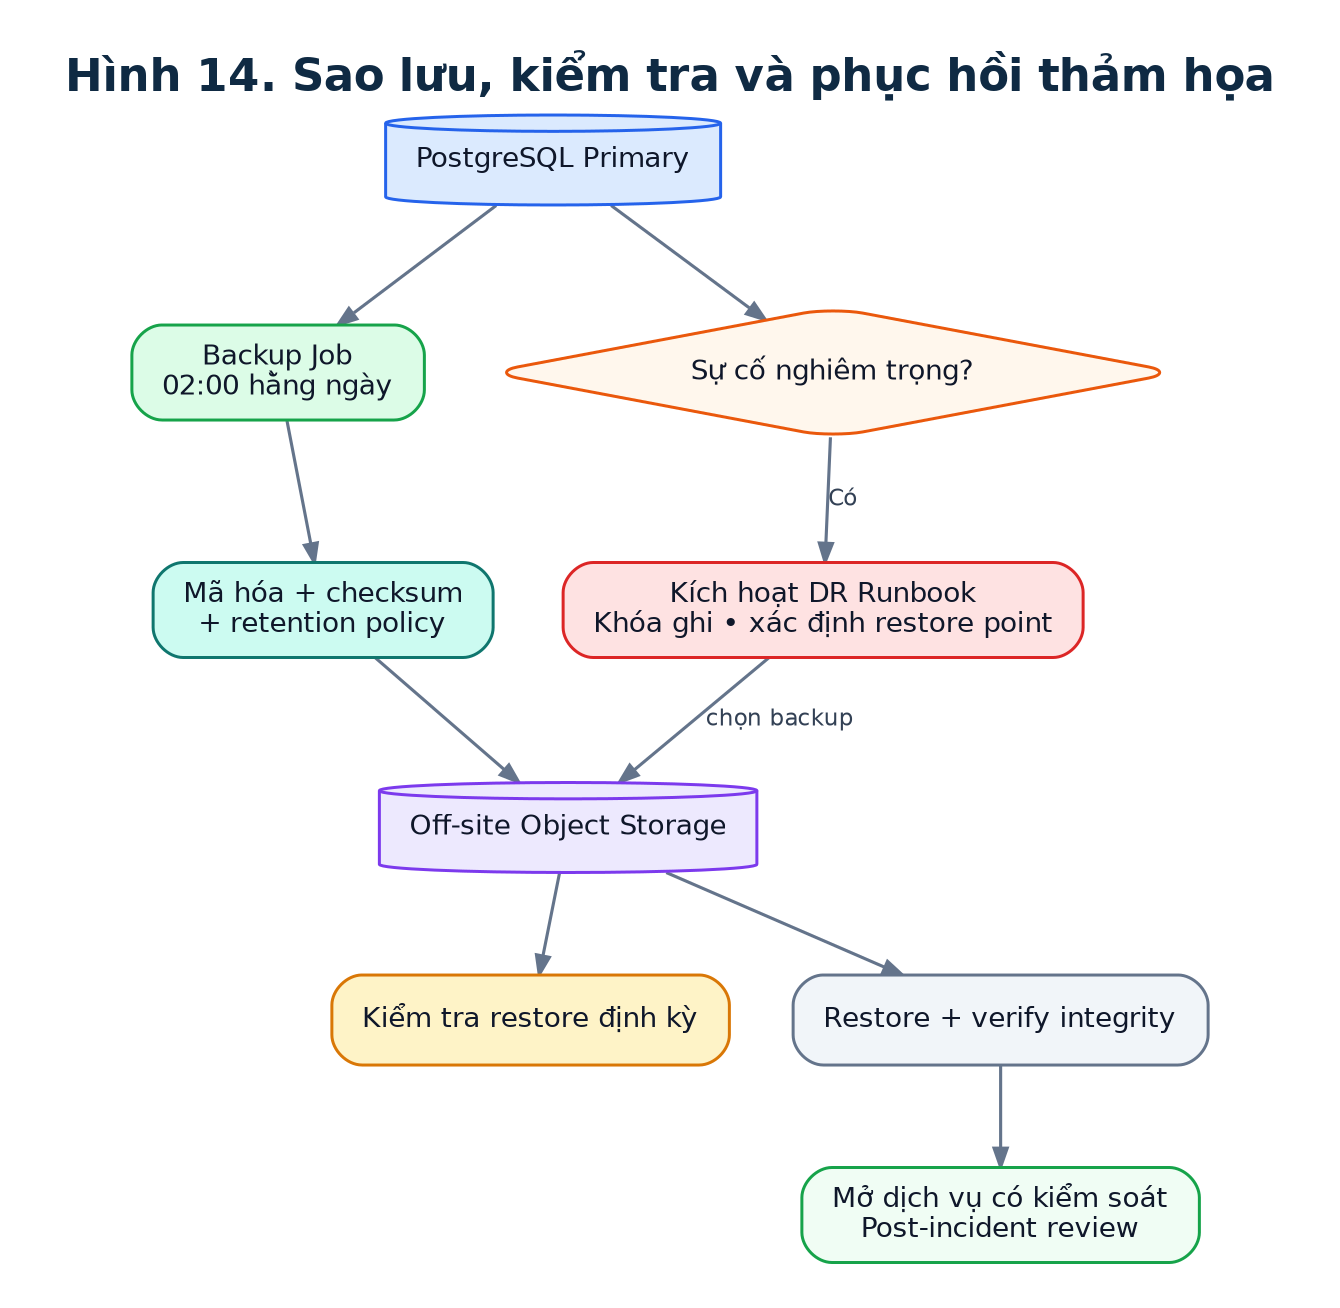 Hình 14. Sao lưu, kiểm tra và phục hồi thảm họa
PostgreSQL Primary
Backup Job
02:00 hằng ngày
Sự cố nghiêm trọng?
Có
Mã hóa + checksum
+ retention policy
Kích hoạt DR Runbook
Khóa ghi • xác định restore point
chọn backup
Off-site Object Storage
Kiểm tra restore định kỳ
Restore + verify integrity
Mở dịch vụ có kiểm soát
Post-incident review